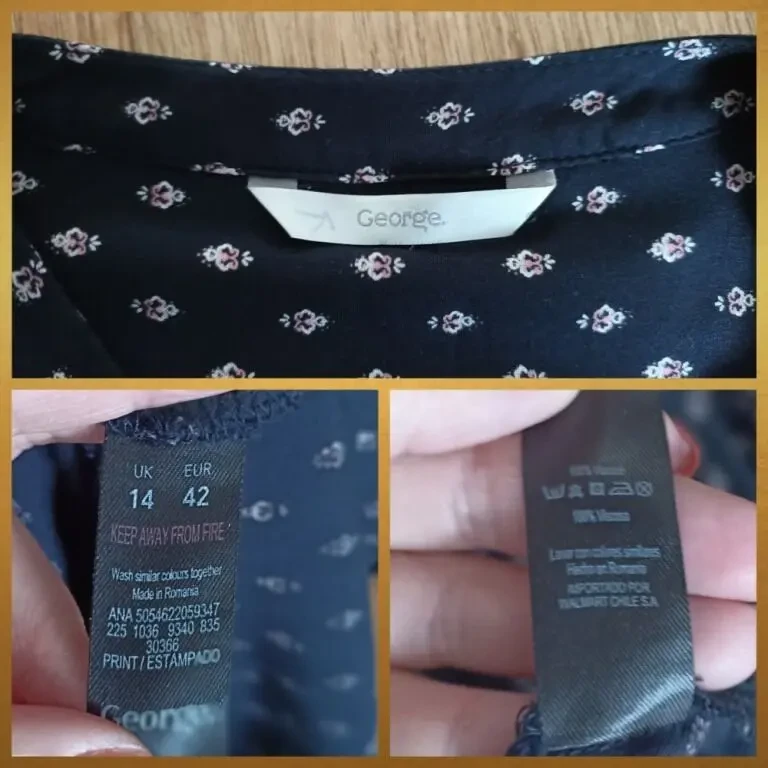 George.
UK EUR
14 42
KEEP AWAY FROM FIRE
Wash similar colours together
Made in Romania
ANA 5054622059347
225 1036 9340 835
30366
PRINT / ESTAMPADO
George
100% Viscose
100% Viscosa
Lavar con colores similares
Hecho en Rumania
IMPORTADO POR
WALMART CHILE S.A